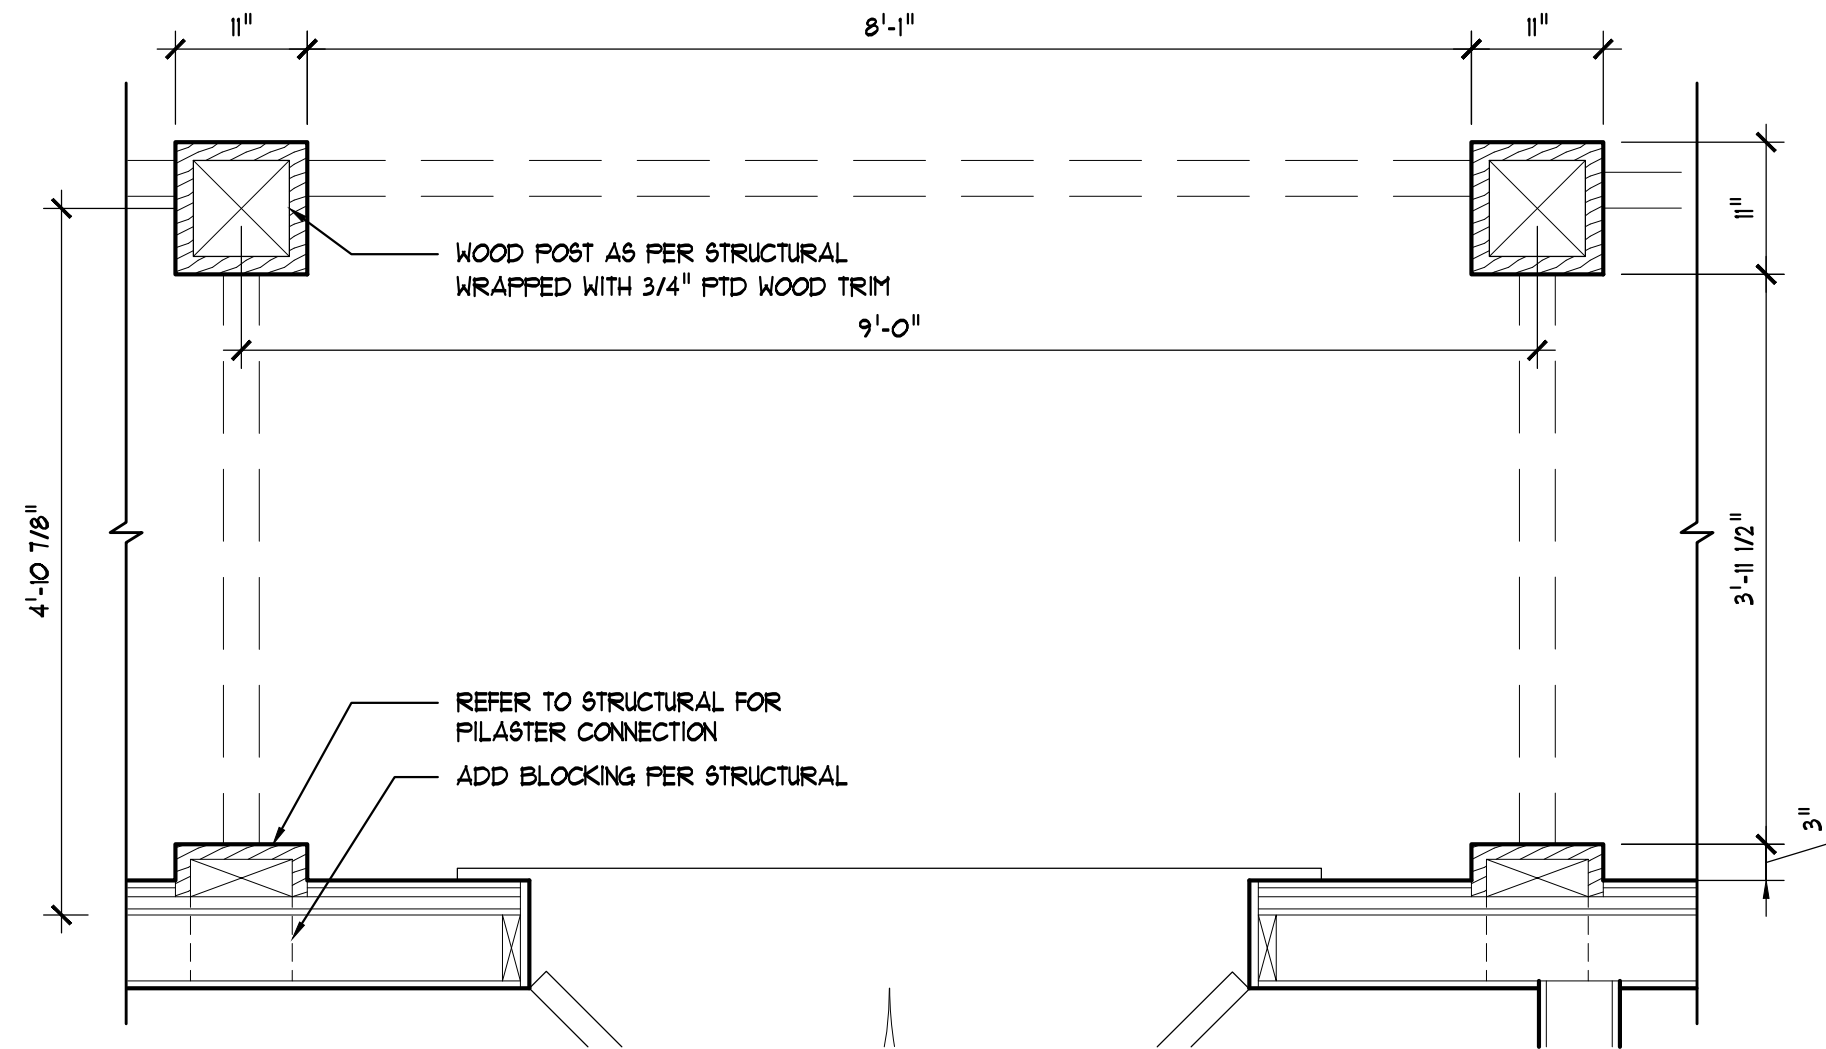 11"
8'-1"
11"
11"
WOOD POST AS PER STRUCTURAL
WRAPPED WITH 3/4" PTD WOOD TRIM
9'-0"
4'-10 7/8"
3'-11 1/2"
REFER TO STRUCTURAL FOR
PILASTER CONNECTION
ADD BLOCKING PER STRUCTURAL
3"